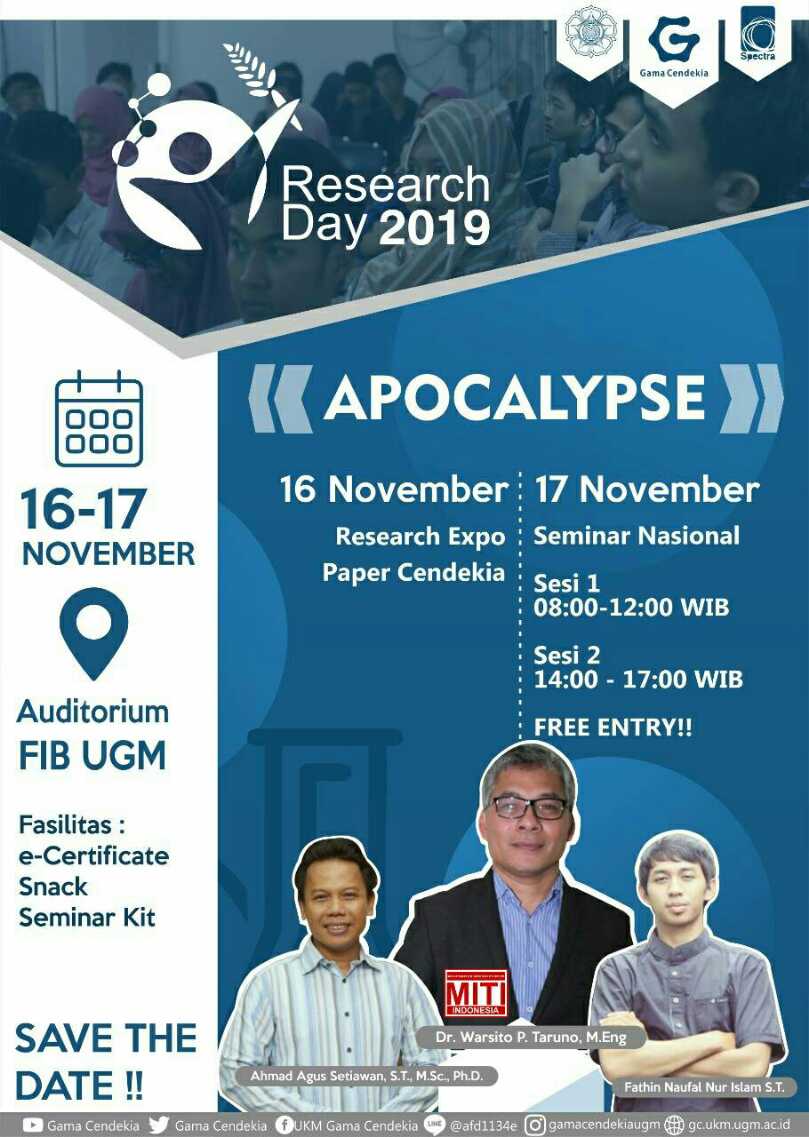 Gama Cendekia
Spectra
Research
Day 2019
APOCALYPSE
16-17
NOVEMBER
Auditorium
FIB UGM
Fasilitas :
e-Certificate
Snack
Seminar Kit
SAVE THE
DATE !!
16 November
Research Expo
Paper Cendekia
17 November
Seminar Nasional
Sesi 1
08:00-12:00 WIB
Sesi 2
14:00 - 17:00 WIB
FREE ENTRY!!
MITI
INDONESIA
Dr. Warsito P. Taruno, M.Eng
Ahmad Agus Setiawan, S.T., M.Sc., Ph.D.
Fathin Naufal Nur Islam S.T.
Gama Cendekia Gama Cendekia UKM Gama Cendekia LINE @afd1134e gamacendekiaugm gc.ukm.ugm.ac.id